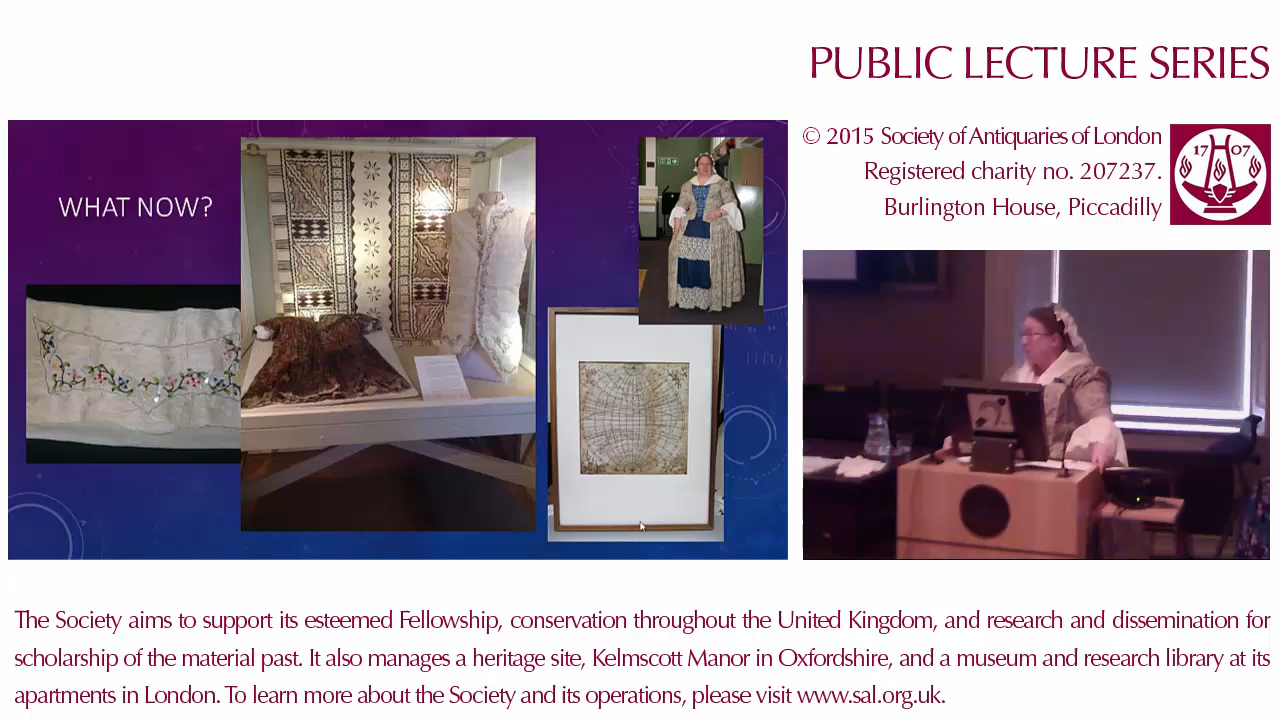 PUBLIC LECTURE SERIES
© 2015 Society of Antiquaries of London
Registered charity no. 207237.
Burlington House, Piccadilly
17 07
WHAT NOW?
The Society aims to support its esteemed Fellowship, conservation throughout the United Kingdom, and research and dissemination for
scholarship of the material past. It also manages a heritage site, Kelmscott Manor in Oxfordshire, and a museum and research library at its
apartments in London. To learn more about the Society and its operations, please visit www.sal.org.uk.